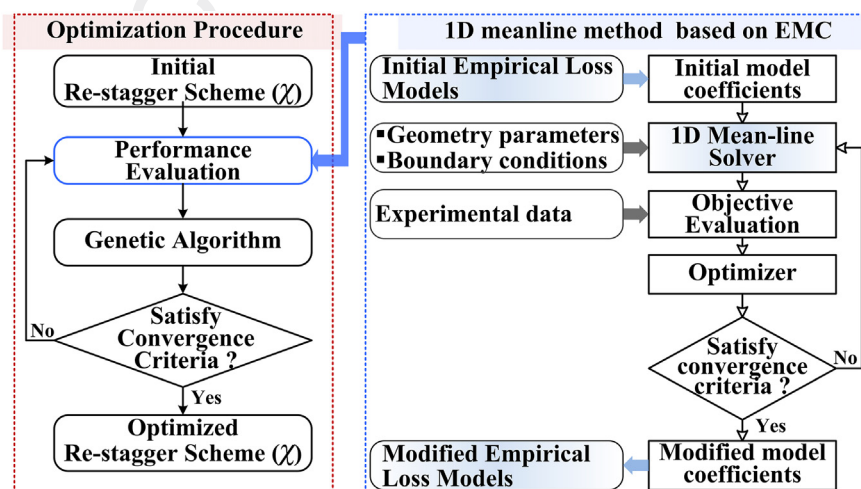 Optimization Procedure
Initial
Re-stagger Scheme (χ)
Performance
Evaluation
Genetic Algorithm
Satisfy
Convergence
Criteria ?
No
Yes
Optimized
Re-stagger Scheme (χ)
1D meanline method based on EMC
Initial Empirical Loss
Models
Initial model
coefficients
▪Geometry parameters
▪Boundary conditions
1D Mean-line
Solver
Experimental data
Objective
Evaluation
Optimizer
Satisfy
convergence
criteria ?
No
Yes
Modified Empirical
Loss Models
Modified model
coefficients